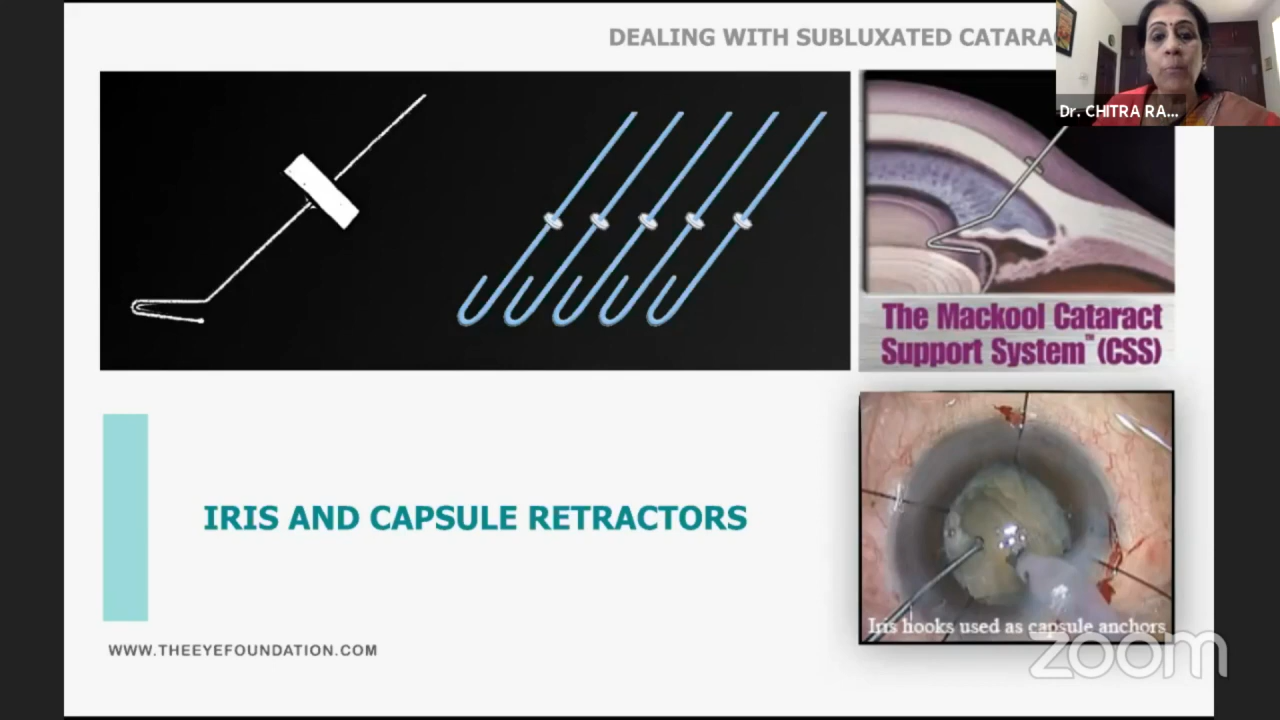 DEALING WITH SUBLUXATED CATARA
Dr. CHITRA RA...
The Mackool Cataract
Support System™ (CSS)
IRIS AND CAPSULE RETRACTORS
Iris hooks used as capsule anchors
WWW.THEEYEFOUNDATION.COM
zoom